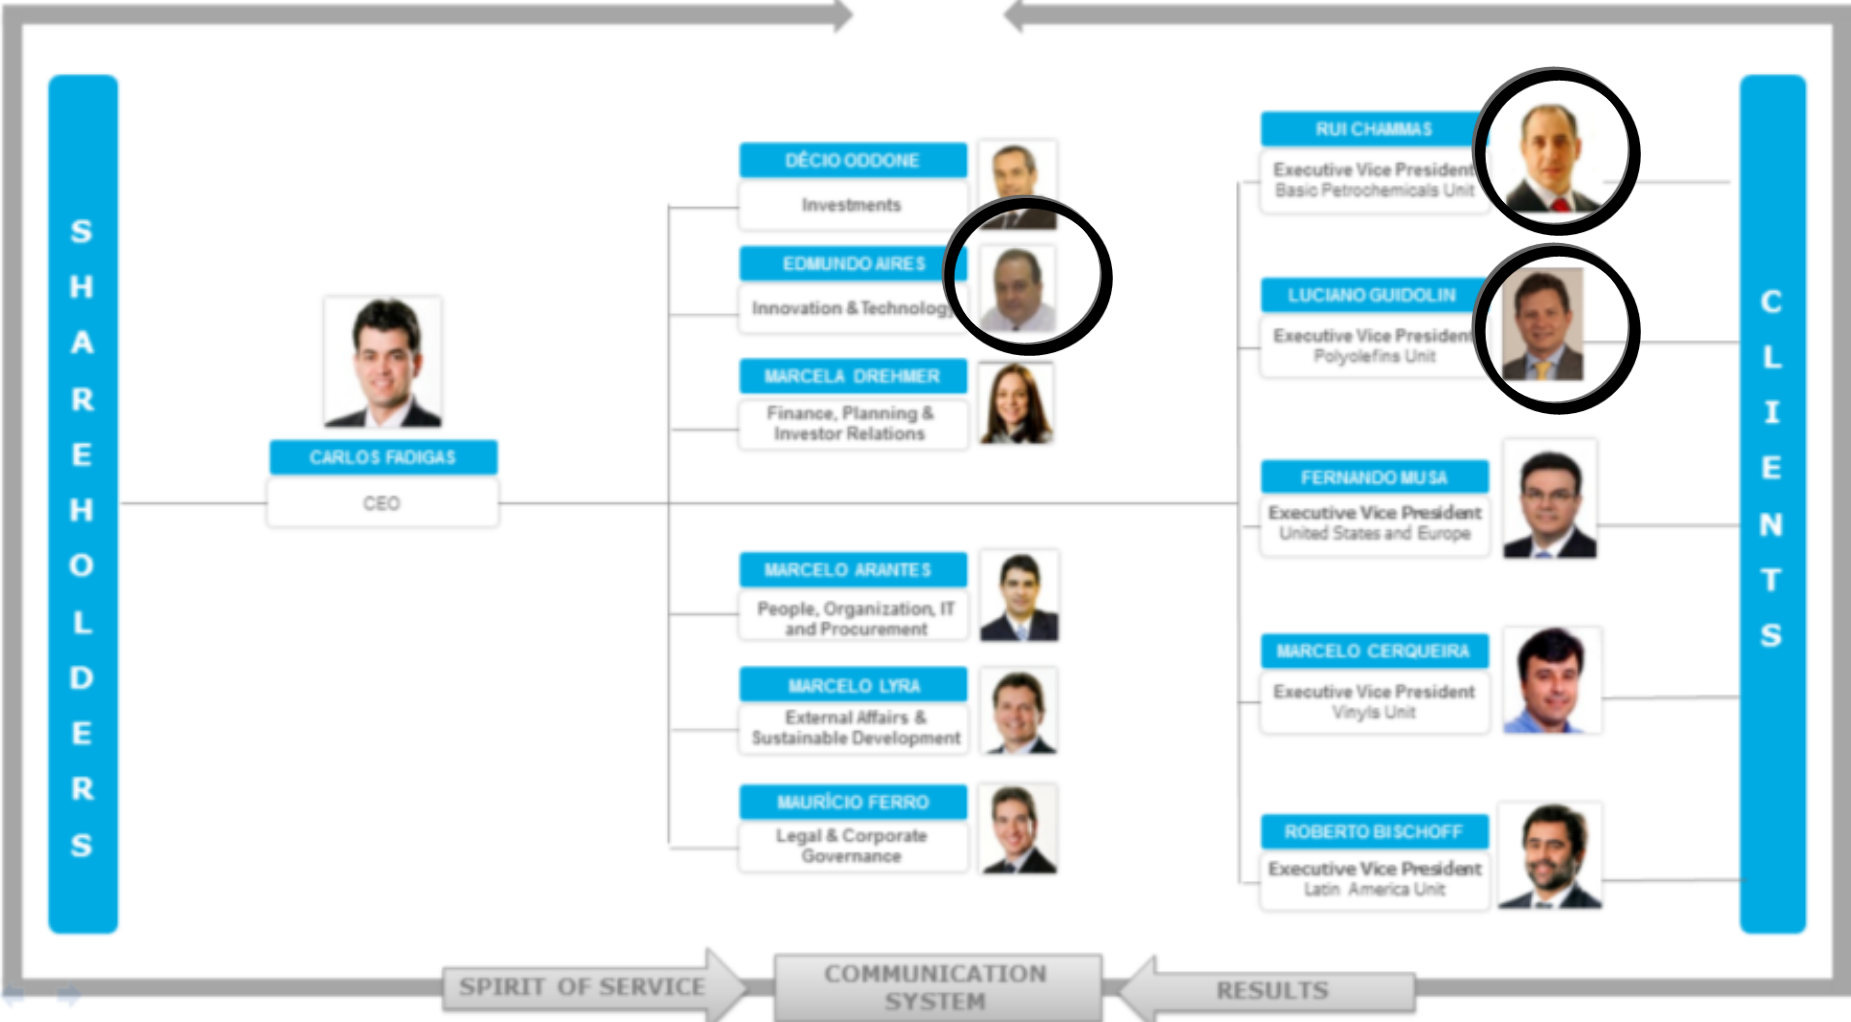 SHAREHOLDERS
CARLOS FADIGAS
CEO
DÉCIO ODDONE
Investments
EDMUNDO AIRES
Innovation & Technology
MARCELA DREHMER
Finance, Planning &
Investor Relations
MARCELO ARANTES
People, Organization, IT
and Procurement
MARCELO LYRA
External Affairs &
Sustainable Development
MAURÍCIO FERRO
Legal & Corporate
Governance
RUI CHAMMAS
Executive Vice President
Basic Petrochemicals Unit
LUCIANO GUIDOLIN
Executive Vice President
Polyolefins Unit
FERNANDO MUSA
Executive Vice President
United States and Europe
MARCELO CERQUEIRA
Executive Vice President
Vinyls Unit
ROBERTO BISCHOFF
Executive Vice President
Latin America Unit
CLIENTS
SPIRIT OF SERVICE
COMMUNICATION
SYSTEM
RESULTS